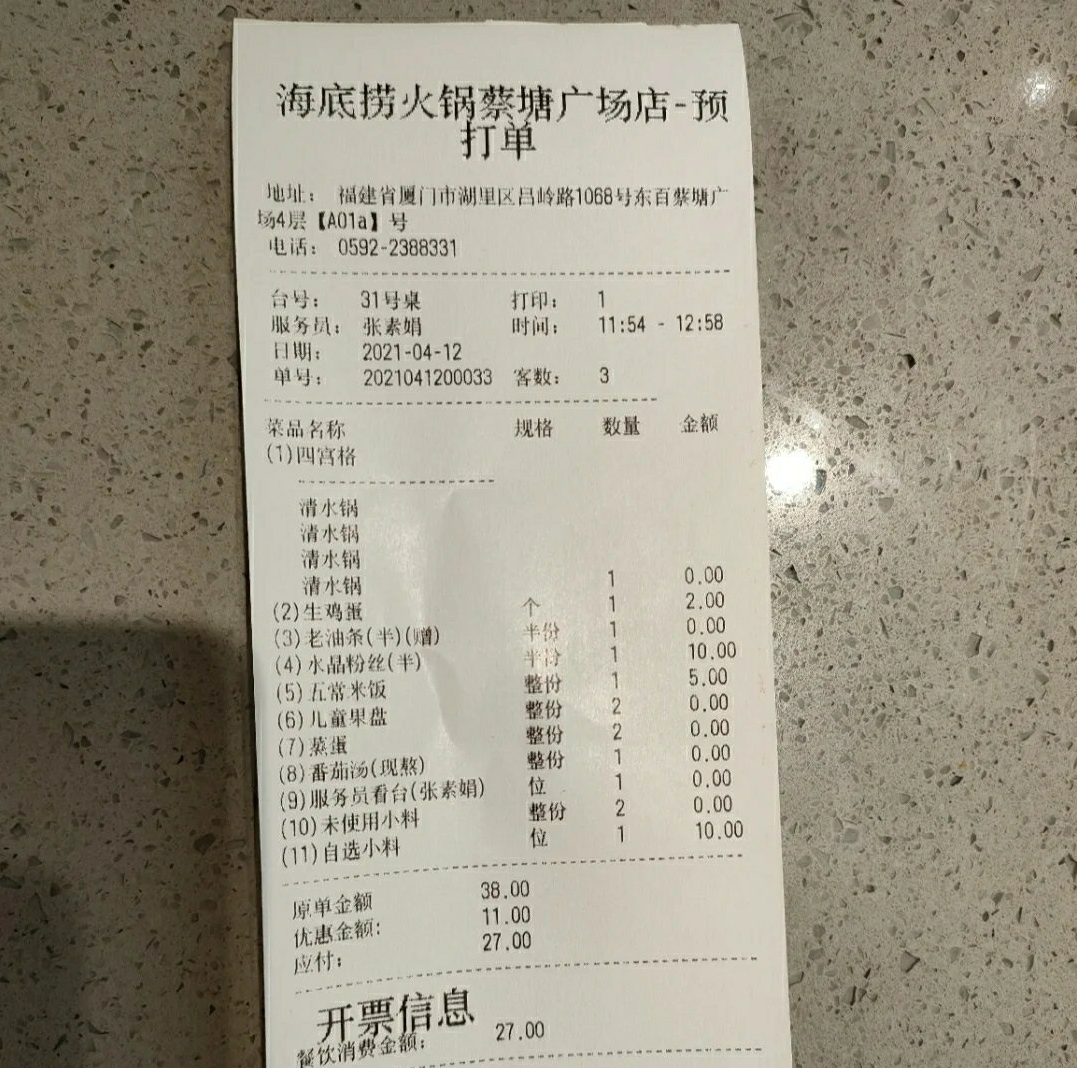 海底捞火锅蔡塘广场店-预
打单
地址： 福建省厦门市湖里区吕岭路1068号东百蔡塘广
场4层【A01a】号
电话： 0592-2388331
台号： 31号桌 打印： 1
服务员： 张素娟 时间： 11:54 - 12:58
日期： 2021-04-12
单号： 2021041200033 客数： 3
菜品名称 规格 数量 金额
(1)四宫格
清水锅
清水锅
清水锅
清水锅 1 0.00
(2)生鸡蛋 个 1 2.00
(3)老油条(半)(赠) 半份 1 0.00
(4)水晶粉丝(半) 半份 1 10.00
(5)五常米饭 整份 1 5.00
(6)儿童果盘 整份 2 0.00
(7)蒸蛋 整份 2 0.00
(8)番茄汤(现熬) 整份 1 0.00
(9)服务员看台(张素娟) 位 1 0.00
(10)未使用小料 整份 2 0.00
(11)自选小料 位 1 10.00
原单金额 38.00
优惠金额: 11.00
应付: 27.00
开票信息
餐饮消费金额: 27.00